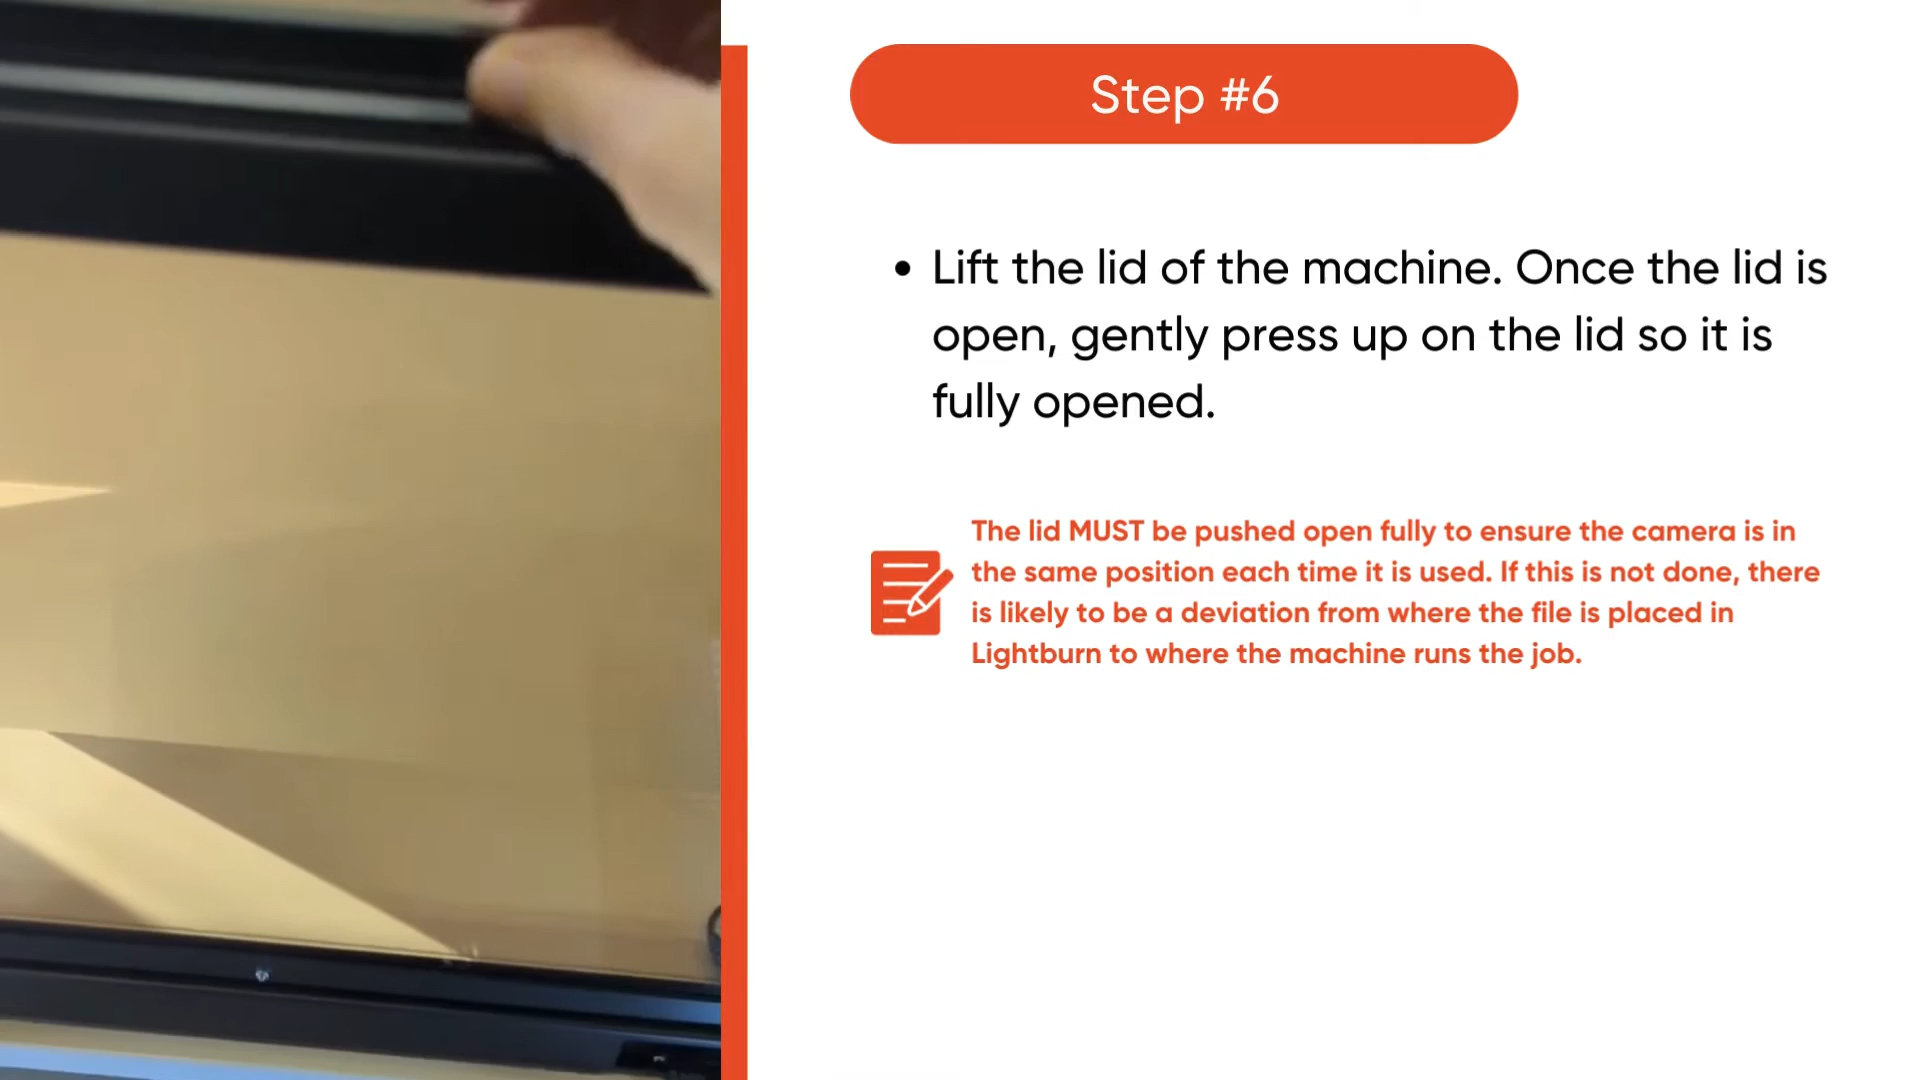 Step #6
• Lift the lid of the machine. Once the lid is
open, gently press up on the lid so it is
fully opened.
The lid MUST be pushed open fully to ensure the camera is in
the same position each time it is used. If this is not done, there
is likely to be a deviation from where the file is placed in
Lightburn to where the machine runs the job.